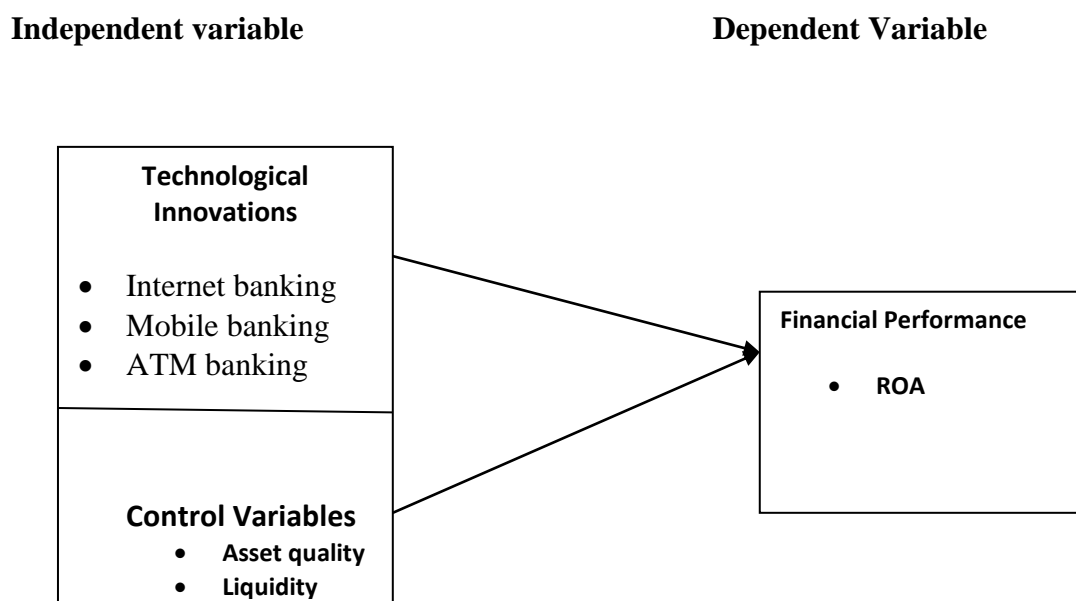 Independent variable
Dependent Variable
Technological
Innovations
• Internet banking
• Mobile banking
• ATM banking
Control Variables
• Asset quality
• Liquidity
Financial Performance
• ROA